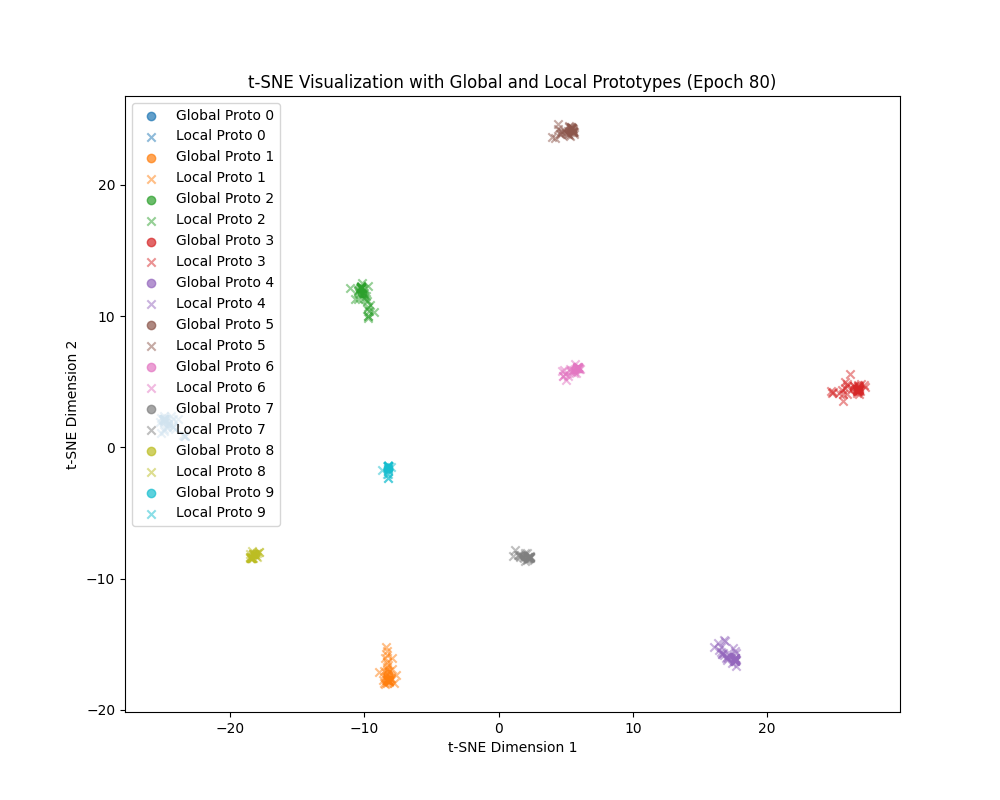 t-SNE Visualization with Global and Local Prototypes (Epoch 80)
Global Proto 0
Local Proto 0
Global Proto 1
Local Proto 1
Global Proto 2
Local Proto 2
Global Proto 3
Local Proto 3
Global Proto 4
Local Proto 4
Global Proto 5
Local Proto 5
Global Proto 6
Local Proto 6
Global Proto 7
Local Proto 7
Global Proto 8
Local Proto 8
Global Proto 9
Local Proto 9
t-SNE Dimension 2
20
10
0
−10
−20
−20
−10
0
10
20
t-SNE Dimension 1